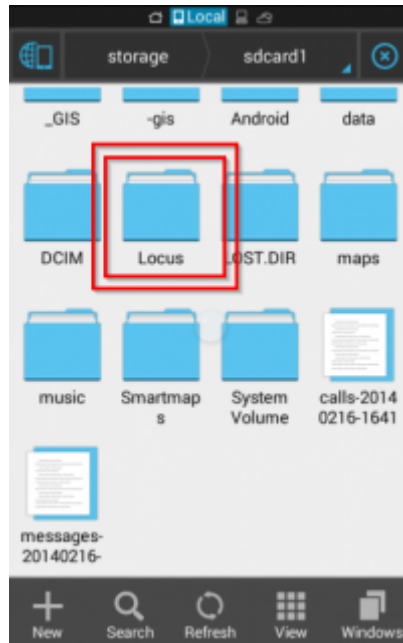 Local
storage
sdcard1
_GIS
-gis
Android
data
DCIM
Locus
LOST.DIR
maps
music
Smartmap
s
System
Volume
calls-2014
0216-1641
messages-
20140216-
New
Search
Refresh
View
Windows